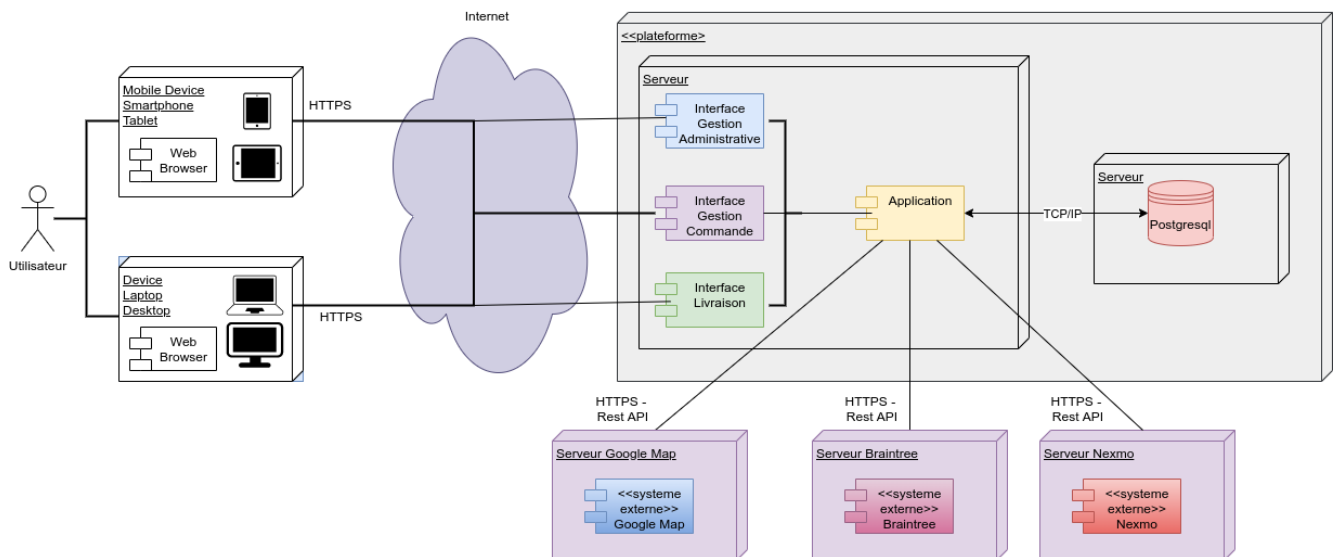 Internet
<<plateforme>
Mobile Device
Smartphone
Tablet
Web
Browser
HTTPS
Utilisateur
Device
Laptop
Desktop
Web
Browser
HTTPS
Serveur
Interface
Gestion
Administrative
Interface
Gestion
Commande
Interface
Livraison
Application
TCP/IP
Serveur
Postgresql
HTTPS -
Rest API
HTTPS -
Rest API
HTTPS -
Rest API
Serveur Google Map
<<systeme
externe>>
Google Map
Serveur Braintree
<<systeme
externe>>
Braintree
Serveur Nexmo
<<systeme
externe>>
Nexmo